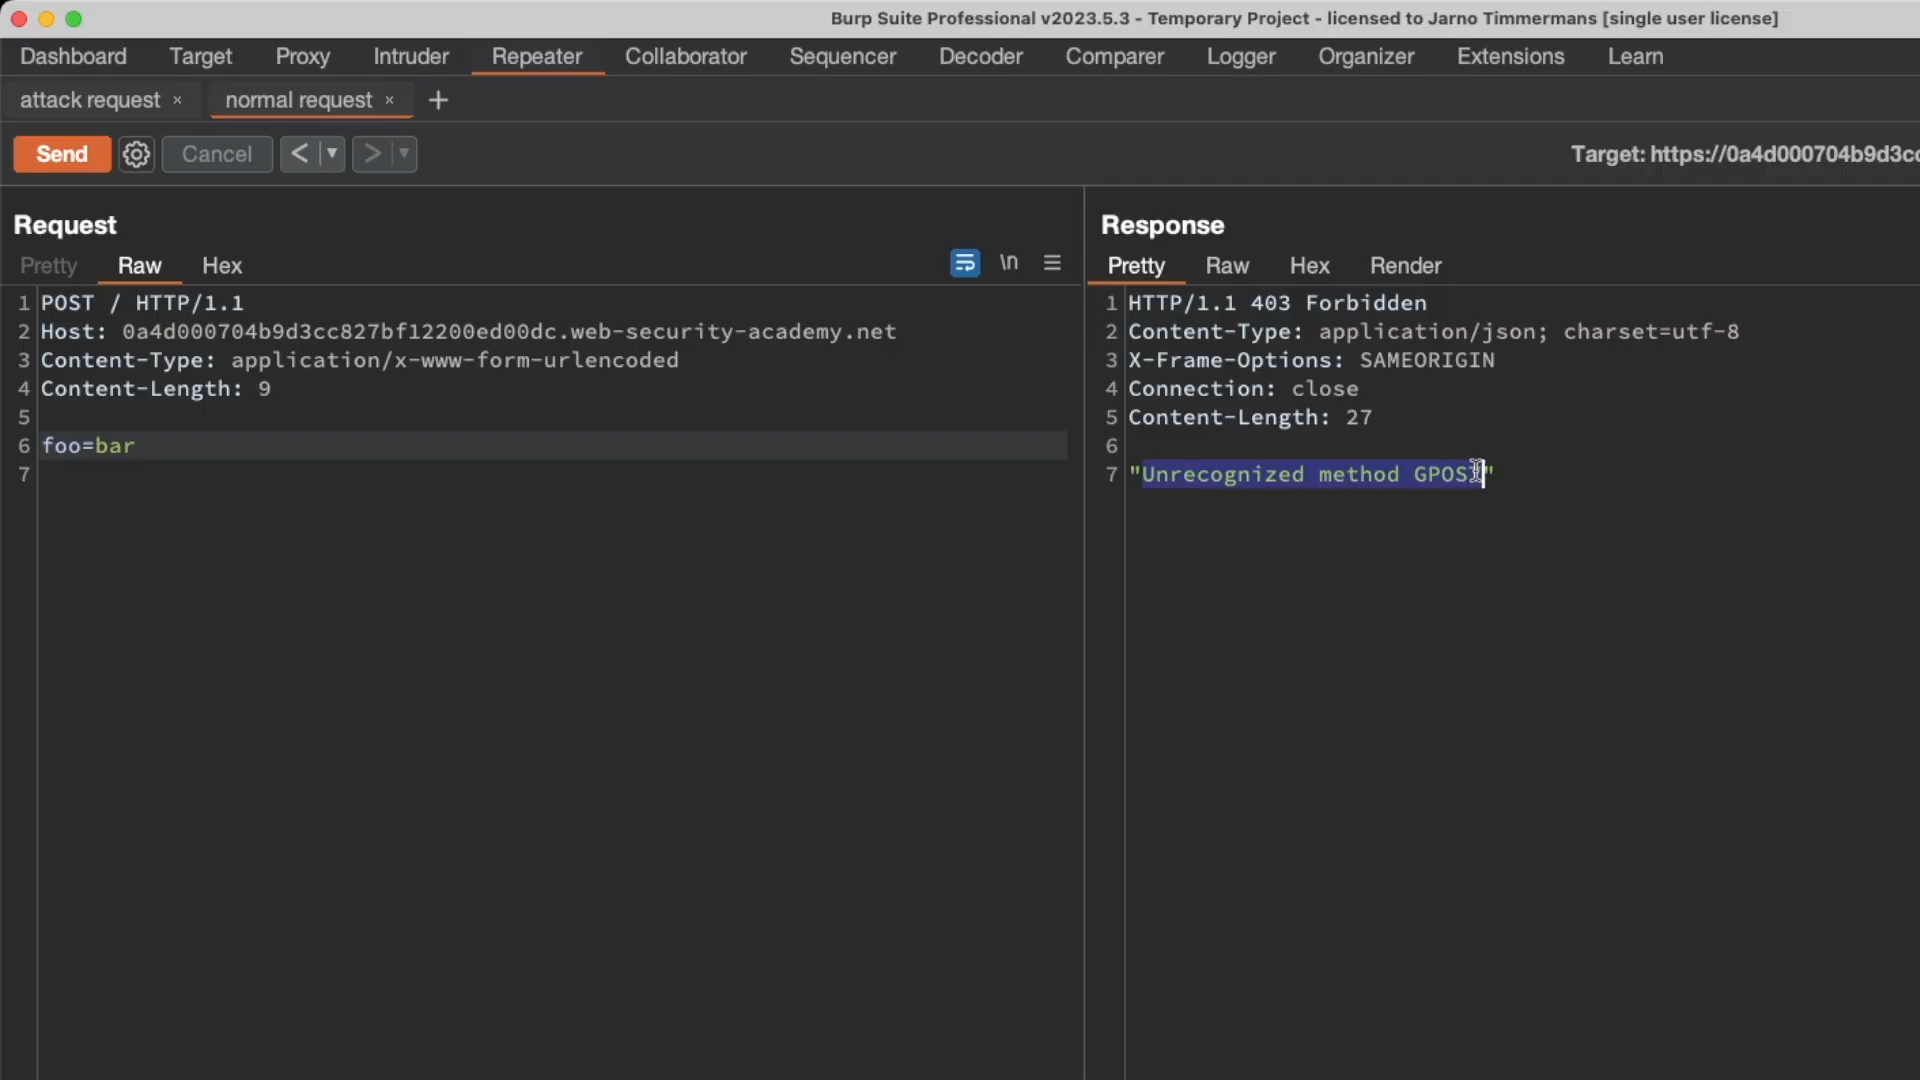 Burp Suite Professional v2023.5.3 - Temporary Project - licensed to Jarno Timmermans [single user license]
Dashboard Target Proxy Intruder Repeater Collaborator Sequencer Decoder Comparer Logger Organizer Extensions Learn
attack request × normal request × +
Send Cancel < >
Target: https://0a4d000704b9d3cc
Request
Pretty Raw Hex \n
1 POST / HTTP/1.1
2 Host: 0a4d000704b9d3cc827bf12200ed00dc.web-security-academy.net
3 Content-Type: application/x-www-form-urlencoded
4 Content-Length: 9
5
6 foo=bar
7
Response
Pretty Raw Hex Render
1 HTTP/1.1 403 Forbidden
2 Content-Type: application/json; charset=utf-8
3 X-Frame-Options: SAMEORIGIN
4 Connection: close
5 Content-Length: 27
6
7 "Unrecognized method GPOST"